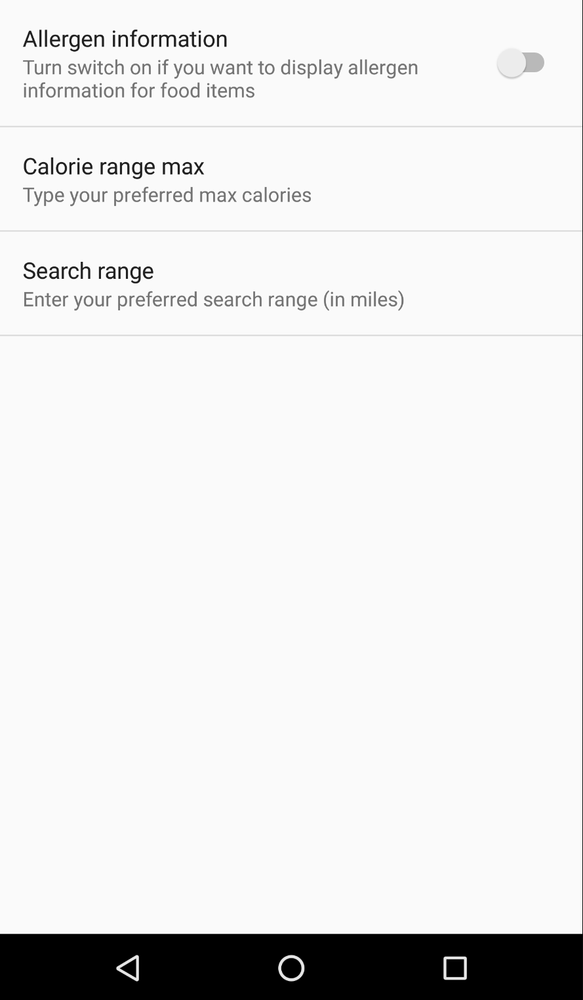 Allergen information
Turn switch on if you want to display allergen
information for food items
Calorie range max
Type your preferred max calories
Search range
Enter your preferred search range (in miles)